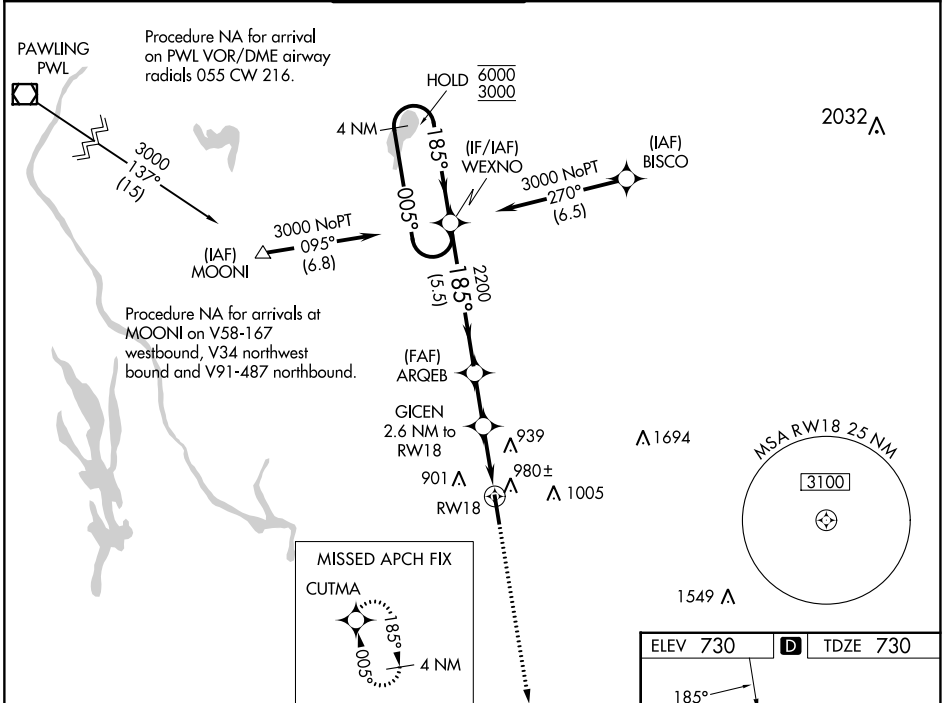 PAWLING
PWL
Procedure NA for arrival
on PWL VOR/DME airway
radials 055 CW 216.
3000
137°
(15)
HOLD
6000
3000
4 NM
185°
005°
(IF/IAF)
WEXNO
2032
(IAF)
BISCO
3000 NoPT
270°
(6.5)
(IAF)
MOONI
3000 NoPT
095°
(6.8)
Procedure NA for arrivals at
MOONI on V58-167
westbound, V34 northwest
bound and V91-487 northbound.
2200
185°
(5.5)
(FAF)
ARQEB
GICEN
2.6 NM to
RW18
939
901
980±
1005
RW18
1694
MSA RW18 25 NM
3100
MISSED APCH FIX
CUTMA
185°
005°
4 NM
1549
ELEV 730
D
TDZE 730
185°